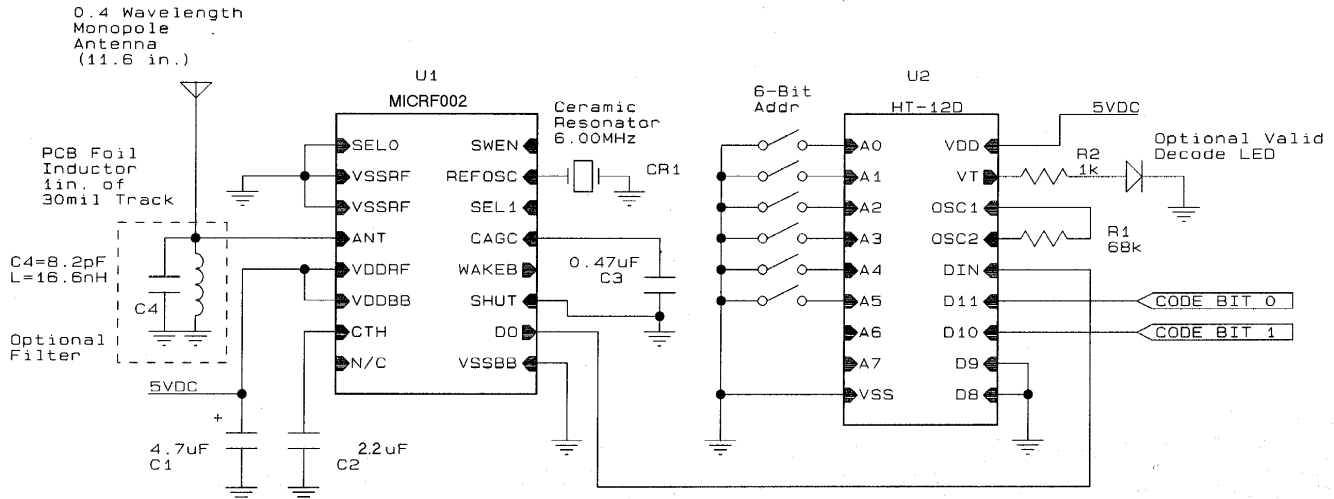 0.4 Wavelength
Monopole
Antenna
(11.6 in.)
PCB Foil
Inductor
1in. of
30mil Track
C4=8.2pF
L=16.6nH
C4
Optional
Filter
5VDC
+
4.7uF
C1
2.2uF
C2
U1
MICRF002
SEL0
VSSRF
VSSRF
ANT
VDDRF
VDDBB
CTH
N/C
SWEN
REFOSC
SEL1
CAGC
WAKEB
SHUT
DO
VSSBB
Ceramic
Resonator
6.00MHz
CR1
0.47uF
C3
6-Bit
Addr
U2
HT-12D
A0
A1
A2
A3
A4
A5
A6
A7
VSS
VDD
VT
OSC1
OSC2
DIN
D11
D10
D9
D8
5VDC
R2
1k
Optional Valid
Decode LED
R1
68k
CODE BIT 0
CODE BIT 1